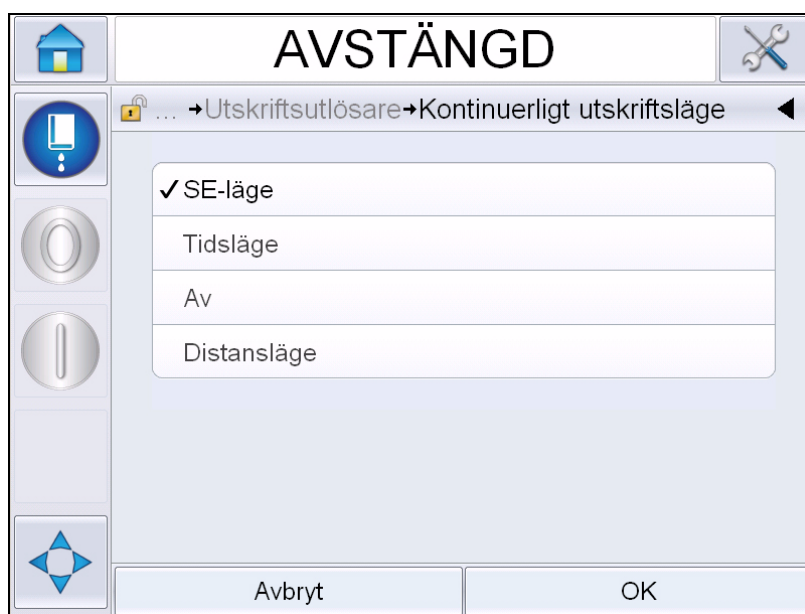 AVSTÄNGD
... →Utskriftsutlösare→Kontinuerligt utskriftsläge
✓SE-läge
Tidsläge
Av
Distansläge
Avbryt
OK